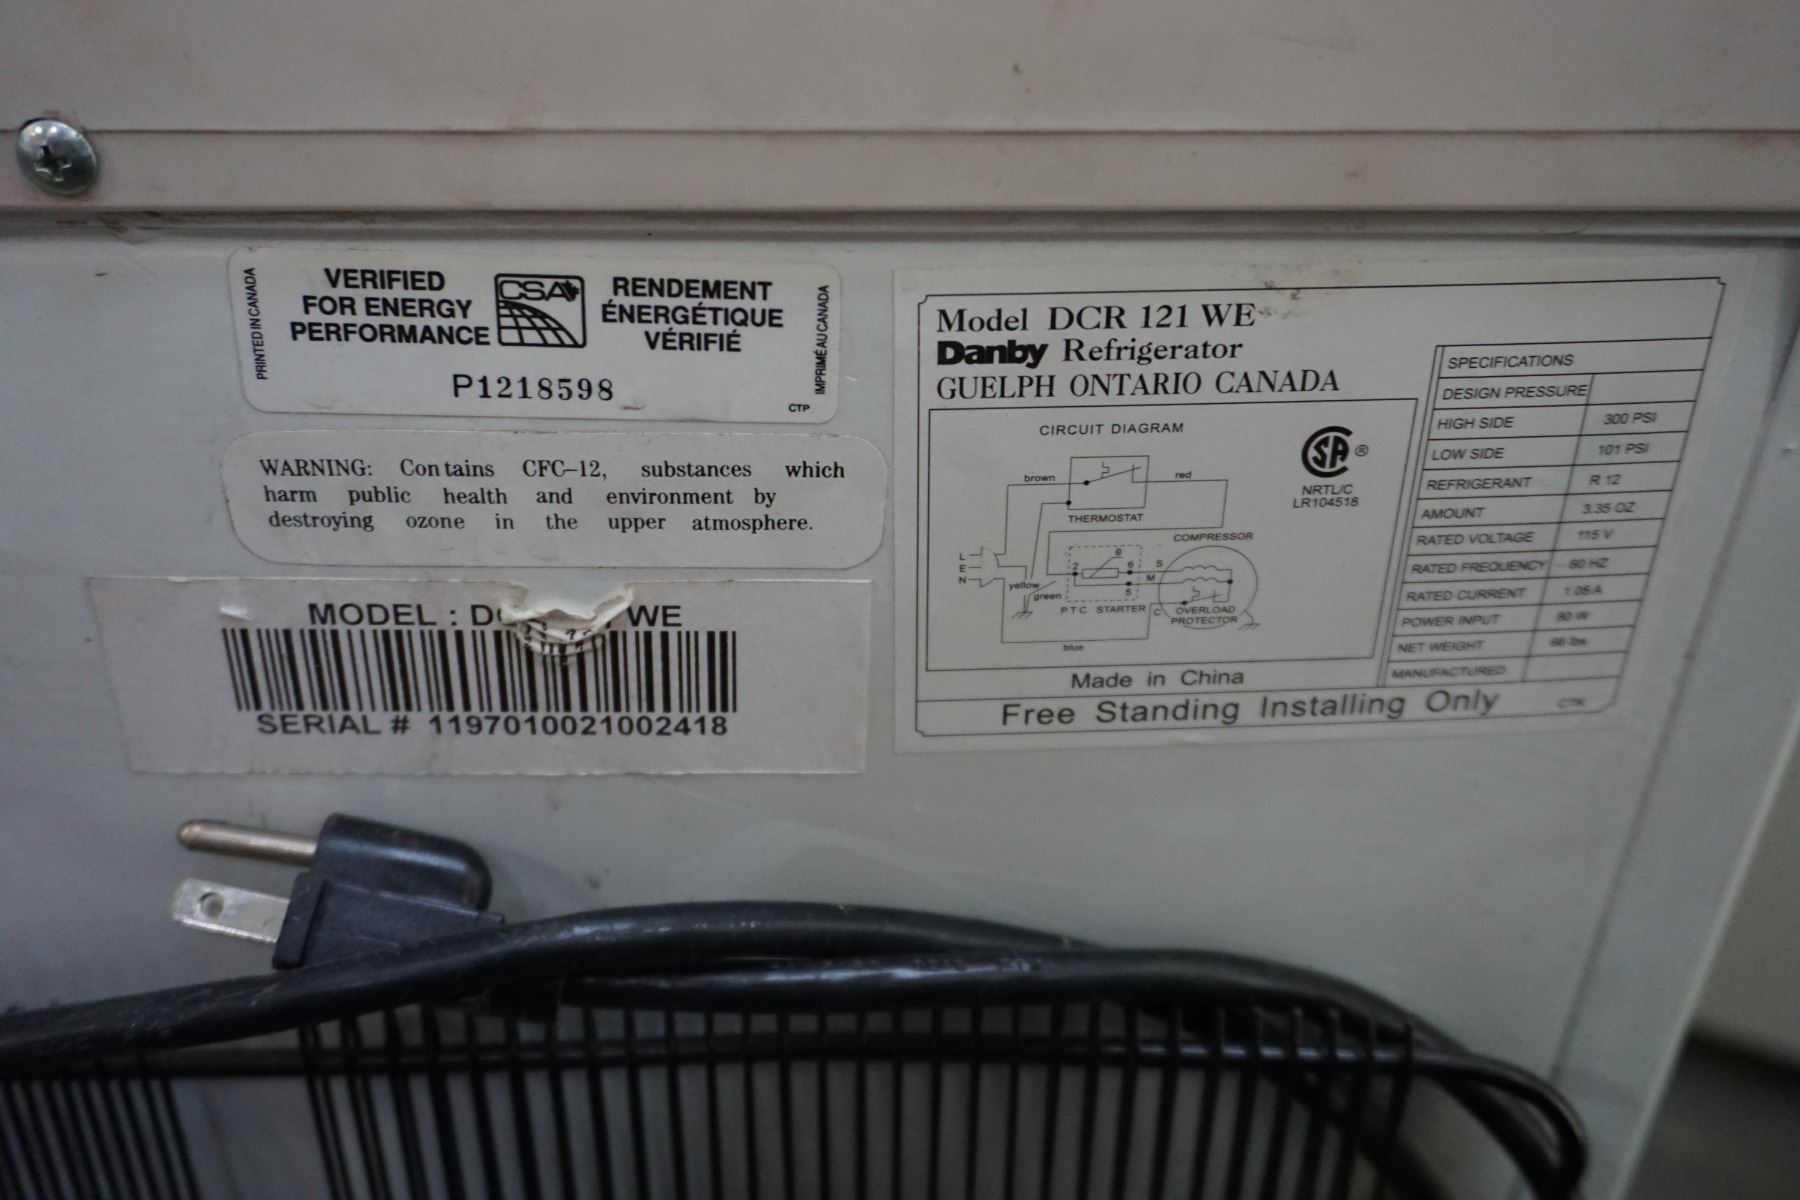 PRINTED IN CANADA
VERIFIED
FOR ENERGY
PERFORMANCE
CSA
RENDEMENT
ÉNERGÉTIQUE
VÉRIFIÉ
IMPRIMÉ AU CANADA
P1218598
CTP
WARNING: Contains CFC-12, substances which
harm public health and environment by
destroying ozone in the upper atmosphere.
MODEL : D WE
SERIAL # 1197010021002418
Model DCR 121 WE
Danby Refrigerator
GUELPH ONTARIO CANADA
CIRCUIT DIAGRAM
brown
red
THERMOSTAT
COMPRESSOR
L
E
N
yellow
green
2
θ
6
5
S
M
C
PTC STARTER
OVERLOAD
PROTECTOR
blue
SA ®
NRTL/C
LR104518
SPECIFICATIONS
DESIGN PRESSURE
HIGH SIDE 300 PSI
LOW SIDE 101 PSI
REFRIGERANT R 12
AMOUNT 3.35 OZ
RATED VOLTAGE 115 V
RATED FREQUENCY 60 HZ
RATED CURRENT 1.05 A
POWER INPUT 80 W
NET WEIGHT 66 lbs
MANUFACTURED
Made in China
Free Standing Installing Only